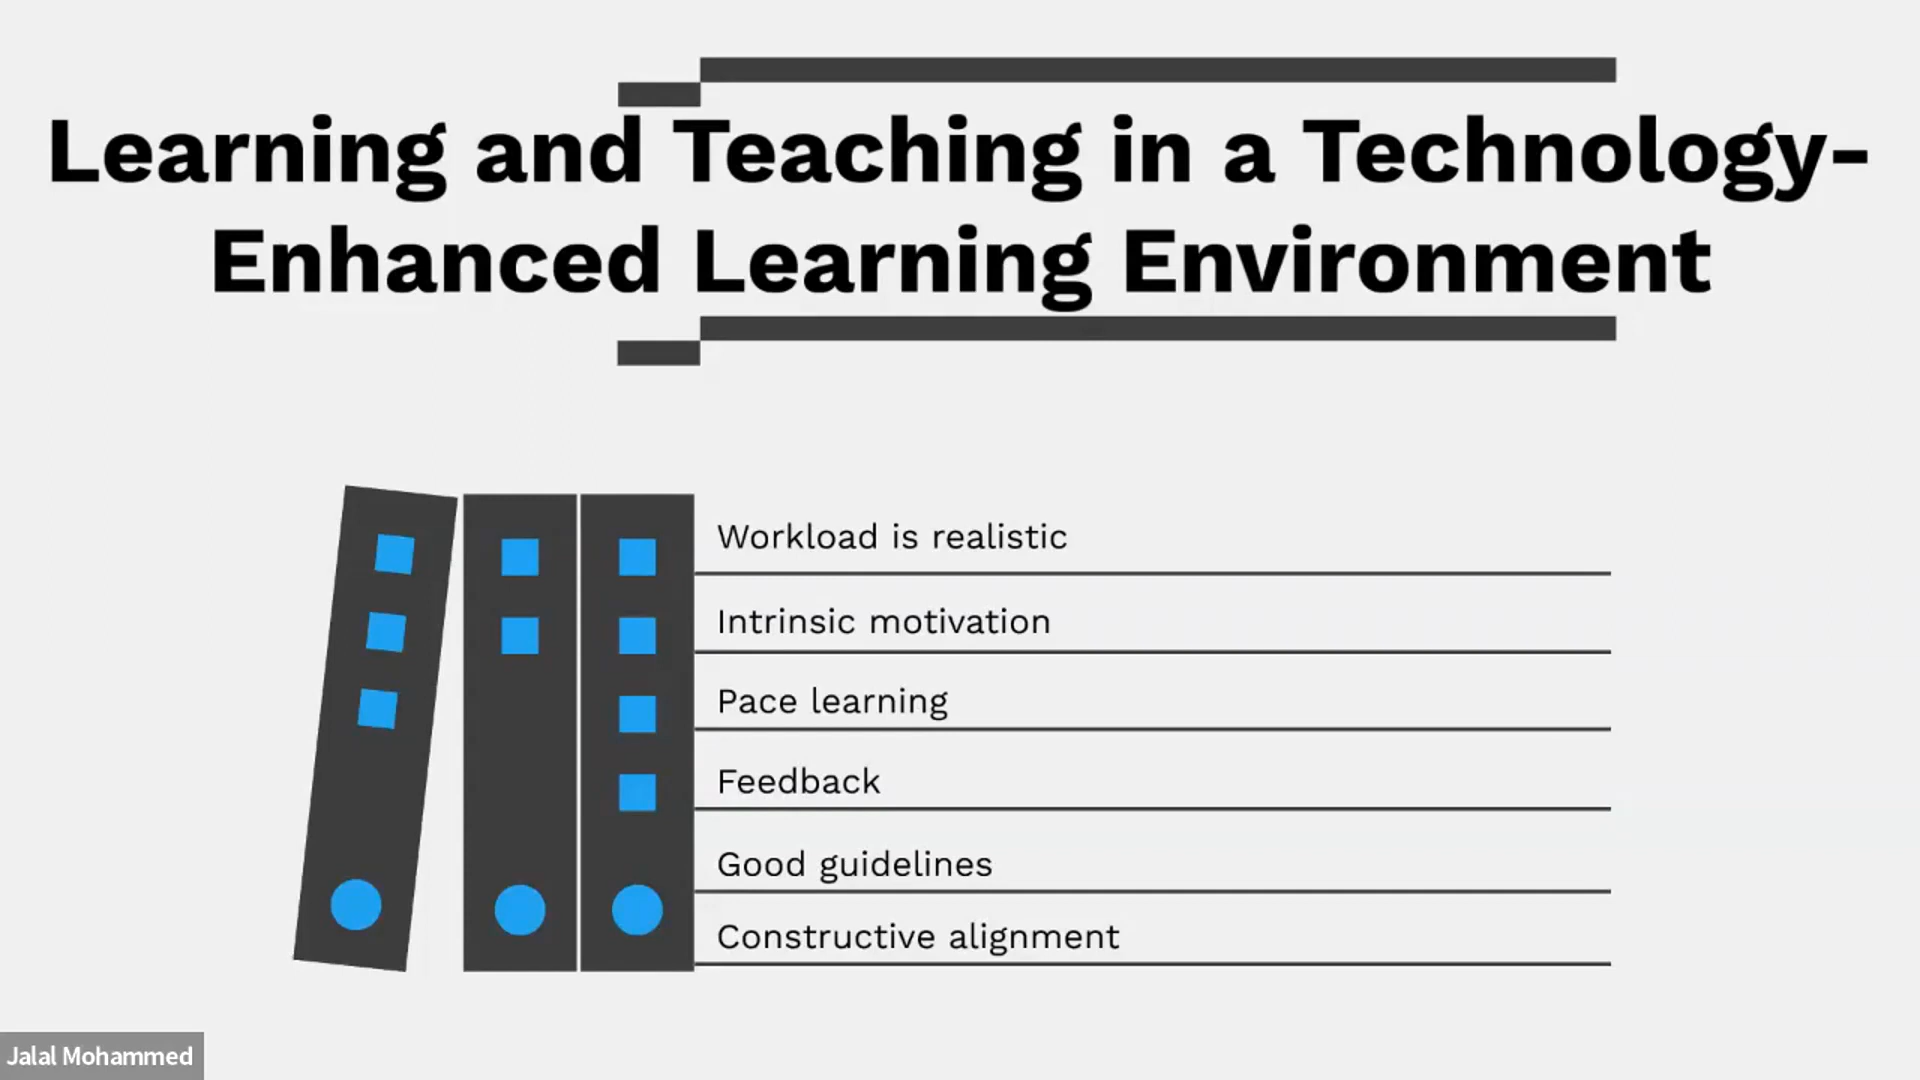 Learning and Teaching in a Technology-
Enhanced Learning Environment
Workload is realistic
Intrinsic motivation
Pace learning
Feedback
Good guidelines
Constructive alignment
Jalal Mohammed